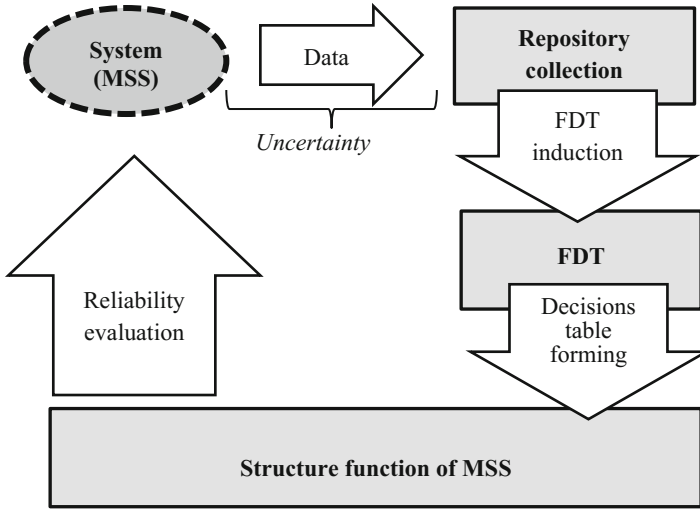 System
(MSS)
Data
Repository
collection
Uncertainty
FDT
induction
FDT
Reliability
evaluation
Decisions
table
forming
Structure function of MSS